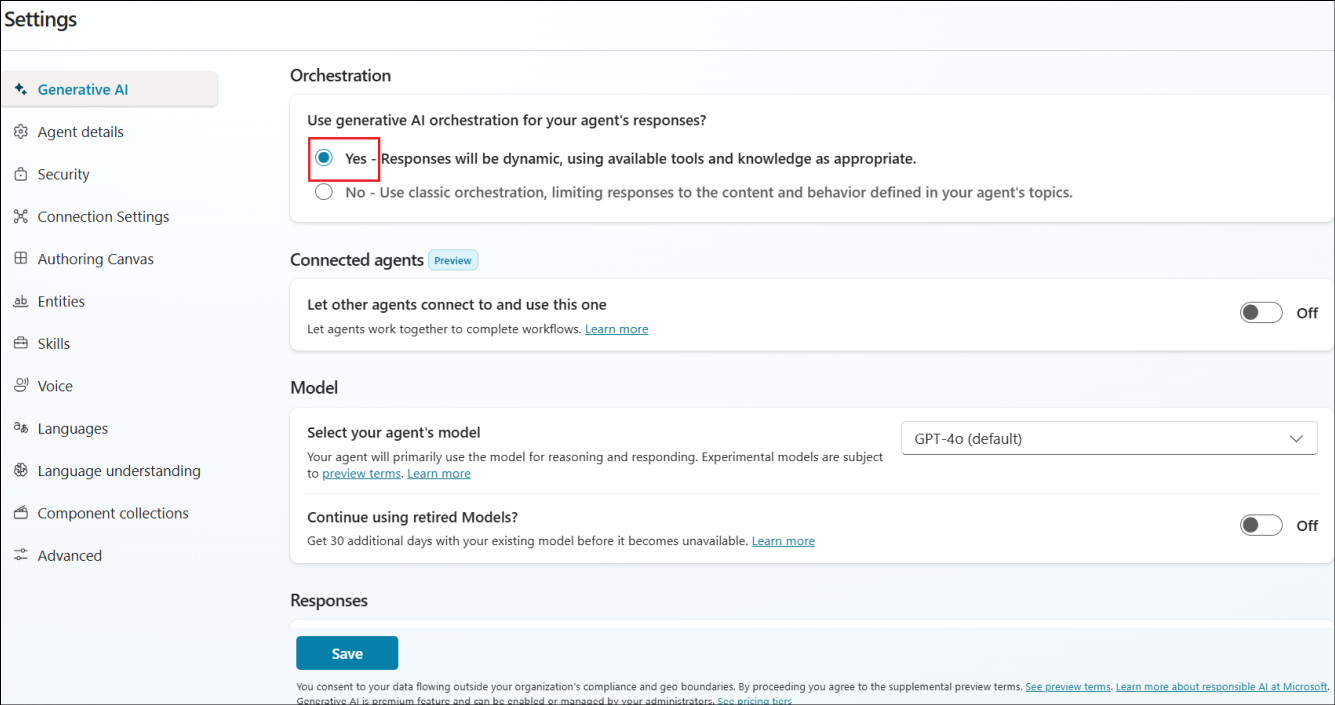 Settings
Generative AI
Agent details
Security
Connection Settings
Authoring Canvas
Entities
Skills
Voice
Languages
Language understanding
Component collections
Advanced
Orchestration
Use generative AI orchestration for your agent's responses?
Yes - Responses will be dynamic, using available tools and knowledge as appropriate.
No - Use classic orchestration, limiting responses to the content and behavior defined in your agent's topics.
Connected agents Preview
Let other agents connect to and use this one
Let agents work together to complete workflows. Learn more
Off
Model
Select your agent's model
Your agent will primarily use the model for reasoning and responding. Experimental models are subject
to preview terms. Learn more
GPT-4o (default)
Continue using retired Models?
Get 30 additional days with your existing model before it becomes unavailable. Learn more
Off
Responses
Save
You consent to your data flowing outside your organization's compliance and geo boundaries. By proceeding you agree to the supplemental preview terms. See preview terms. Learn more about responsible AI at Microsoft.
Generative AI is premium feature and can be enabled or managed by your administrators. See pricing tiers